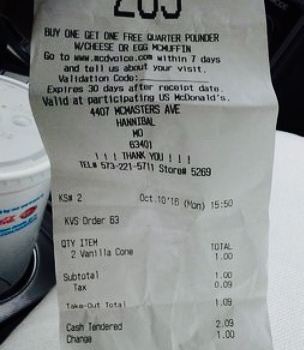 205
BUY ONE GET ONE FREE QUARTER POUNDER
W/CHEESE OR EGG MCMUFFIN
Go to www.mcdvoice.com within 7 days
and tell us about your visit.
Validation Code:
Expires 30 days after receipt date.
Valid at participating US McDonald's.
4407 MCMASTERS AVE
HANNIBAL
MO
63401
! ! ! THANK YOU ! ! !
TEL# 573-221-5711 Store# 5269
KS# 2 Oct.10'16 (Mon) 15:50
KVS Order 63
QTY ITEM TOTAL
2 Vanilla Cone 1.00
Subtotal 1.00
Tax 0.09
Take-Out Total 1.09
Cash Tendered 2.09
Change 1.00